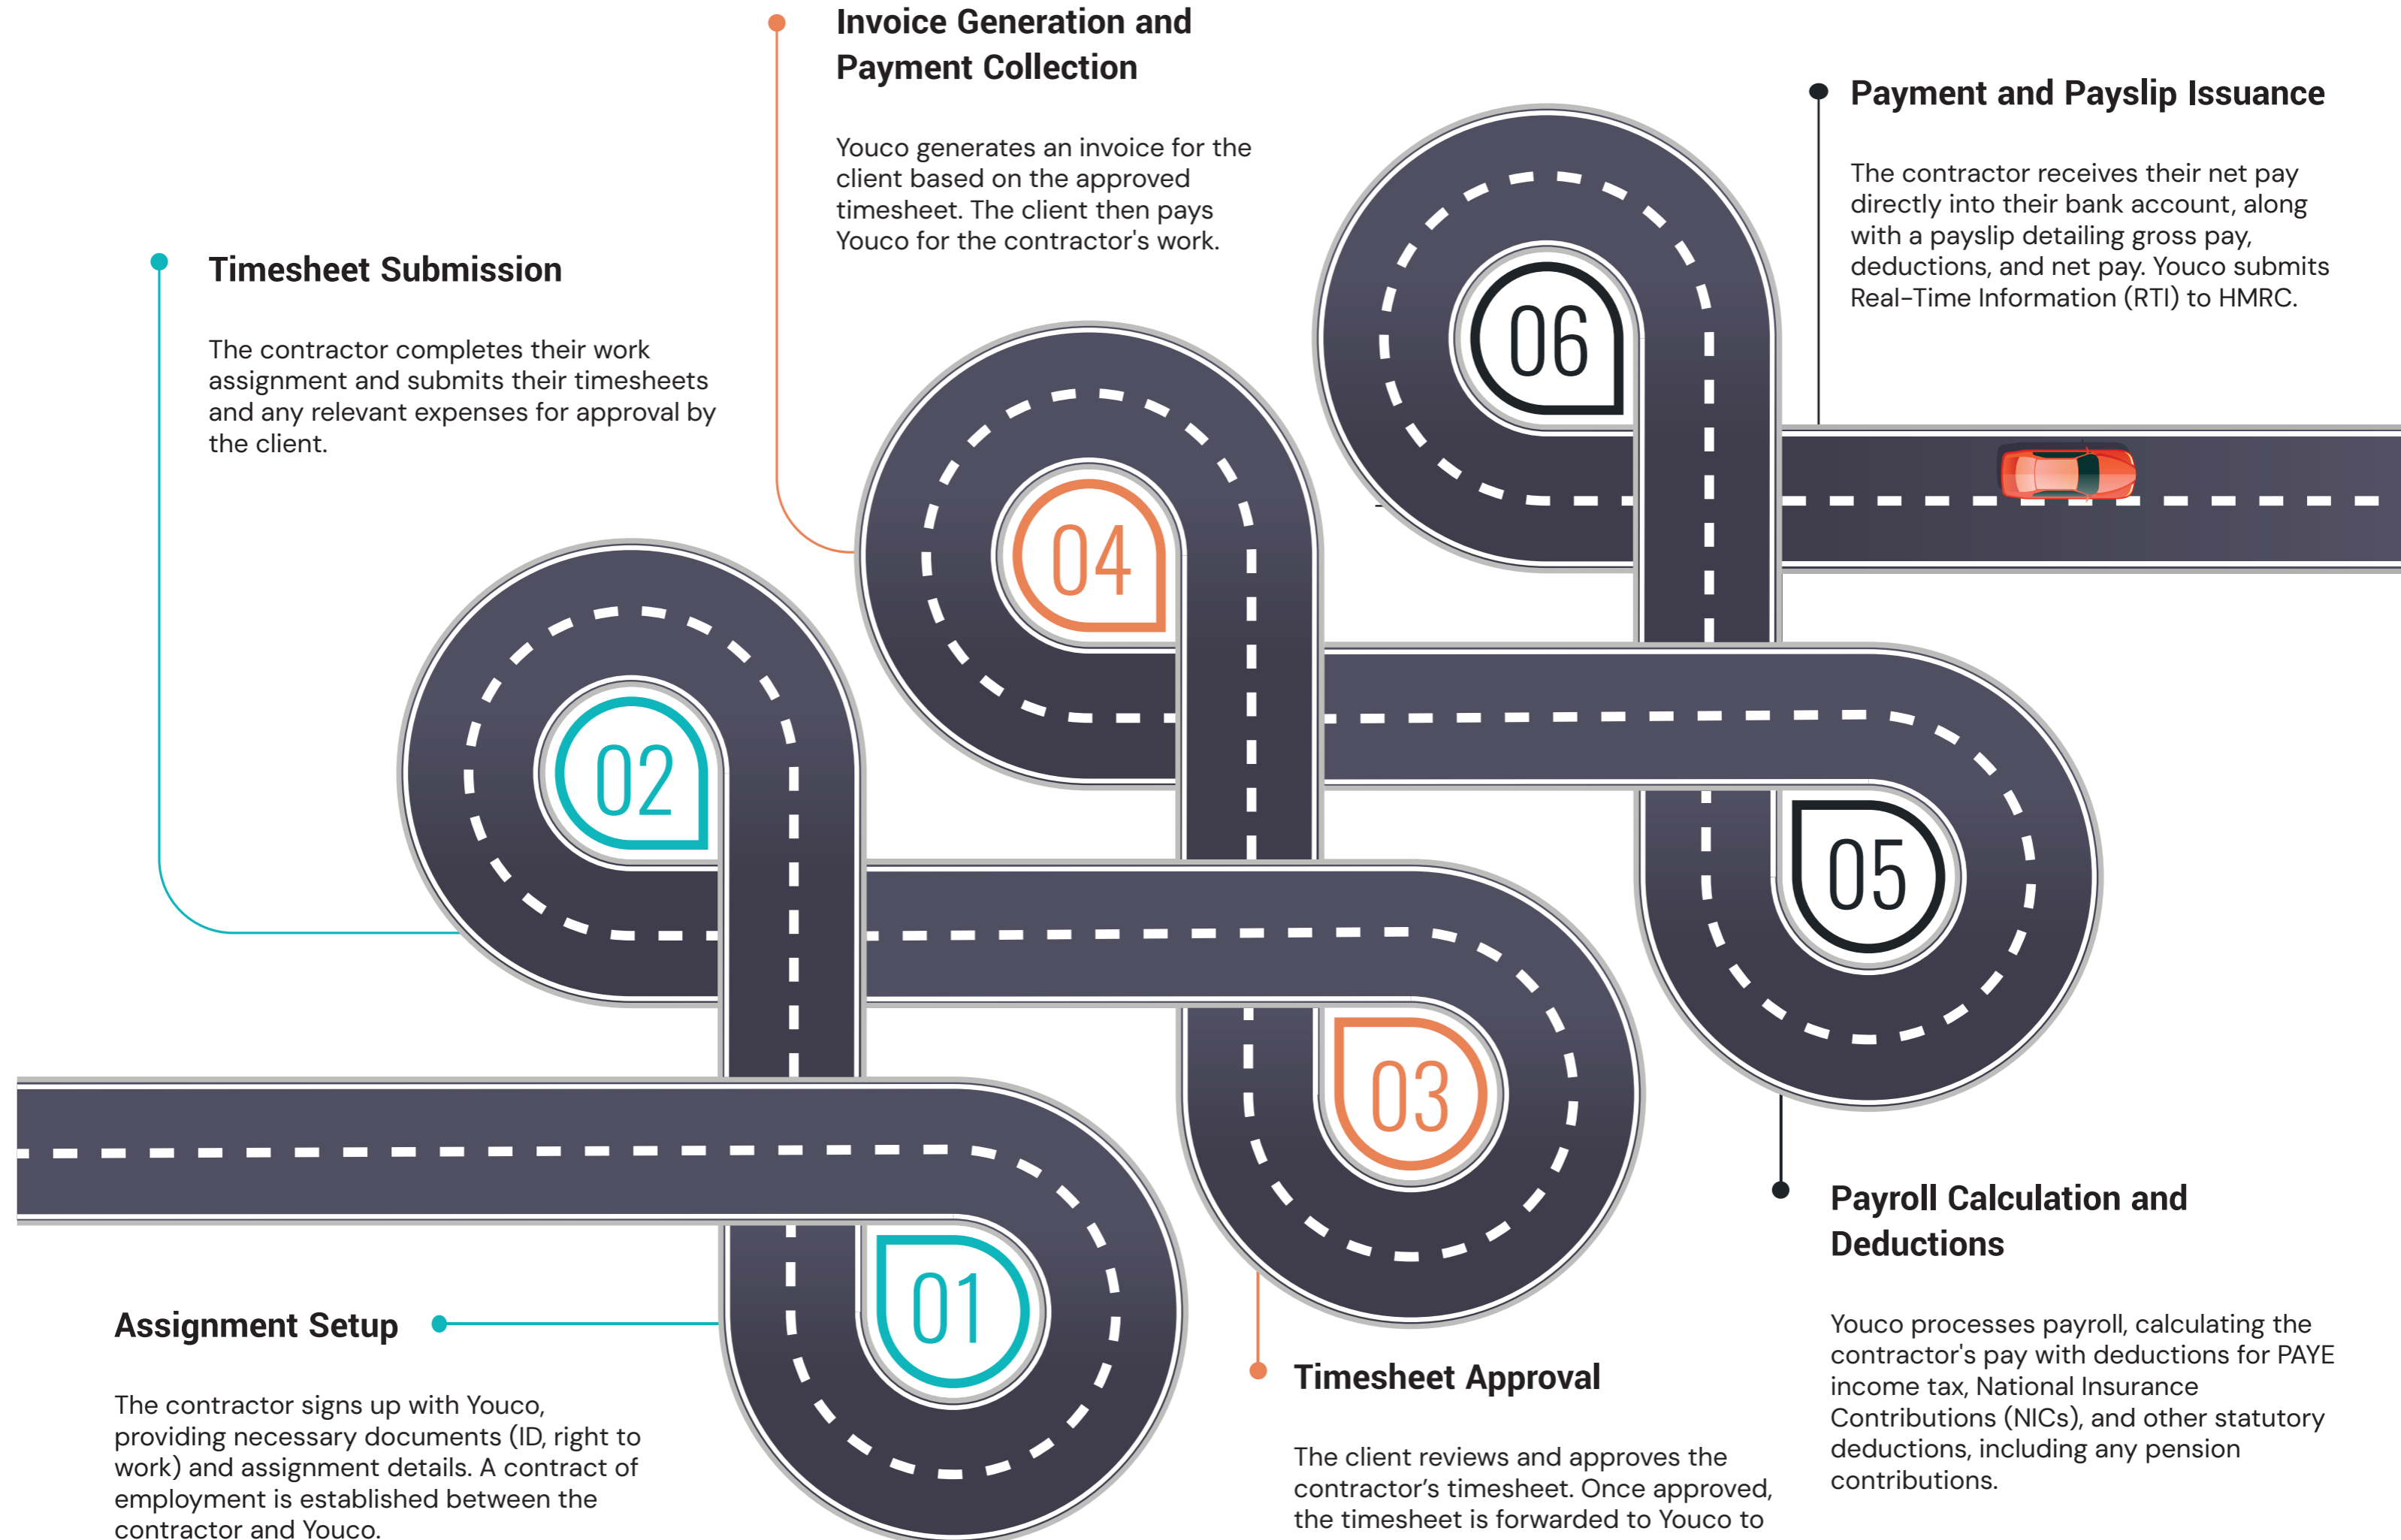 Invoice Generation and
Payment Collection
Youco generates an invoice for the
client based on the approved
timesheet. The client then pays
Youco for the contractor's work.
Payment and Payslip Issuance
The contractor receives their net pay
directly into their bank account, along
with a payslip detailing gross pay,
deductions, and net pay. Youco submits
Real-Time Information (RTI) to HMRC.
Timesheet Submission
The contractor completes their work
assignment and submits their timesheets
and any relevant expenses for approval by
the client.
06
04
02
05
03
01
Assignment Setup
The contractor signs up with Youco,
providing necessary documents (ID, right to
work) and assignment details. A contract of
employment is established between the
contractor and Youco.
Timesheet Approval
The client reviews and approves the
contractor’s timesheet. Once approved,
the timesheet is forwarded to Youco to
Payroll Calculation and
Deductions
Youco processes payroll, calculating the
contractor's pay with deductions for PAYE
income tax, National Insurance
Contributions (NICs), and other statutory
deductions, including any pension
contributions.